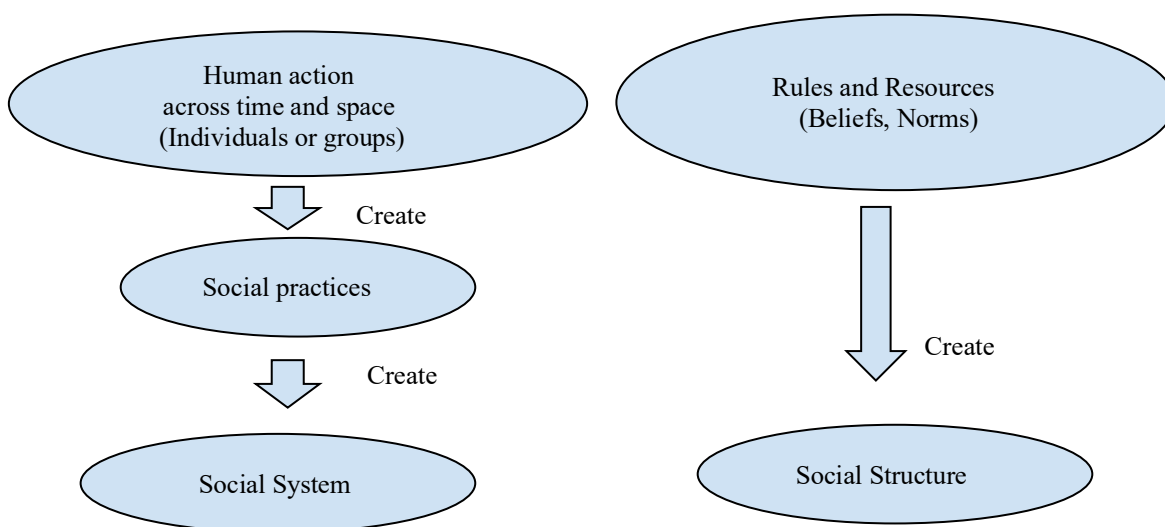 Human action
across time and space
(Individuals or groups)
Create
Social practices
Create
Social System
Rules and Resources
(Beliefs, Norms)
Create
Social Structure